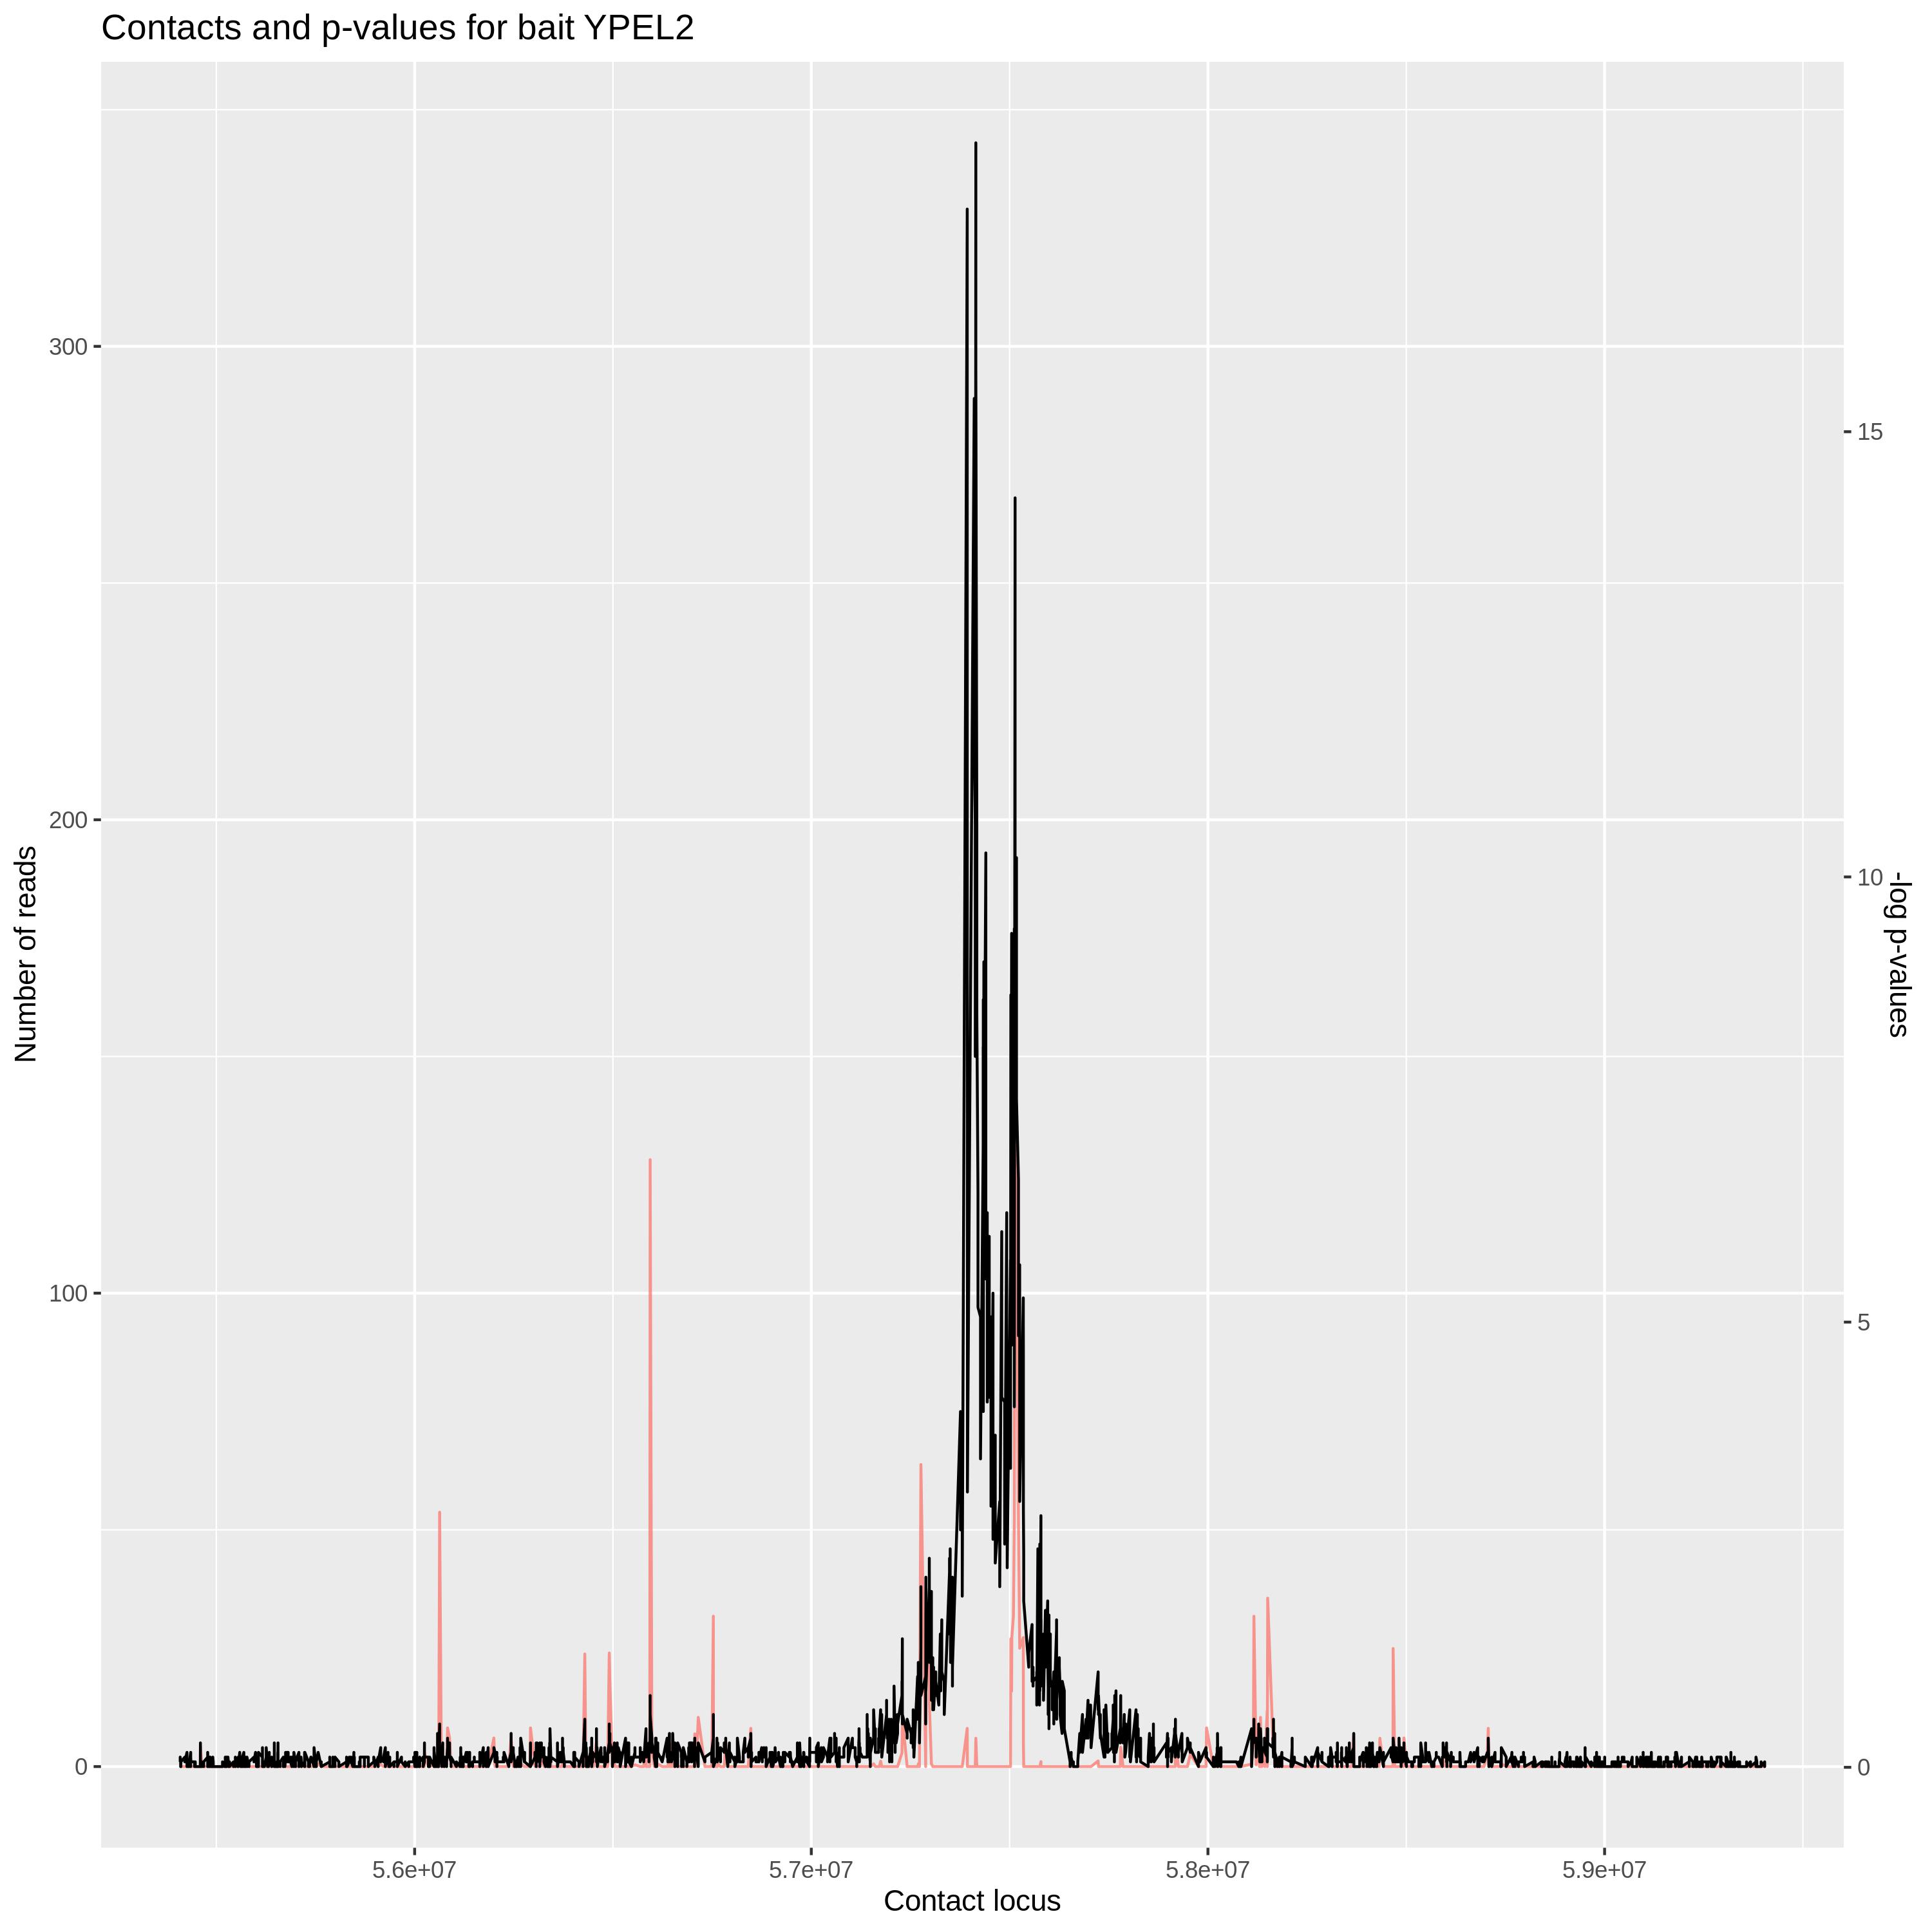 Contacts and p-values for bait YPEL2
300
200
100
0
Number of reads
15
10
5
0
-log p-values
5.6e+07
5.7e+07
5.8e+07
5.9e+07
Contact locus